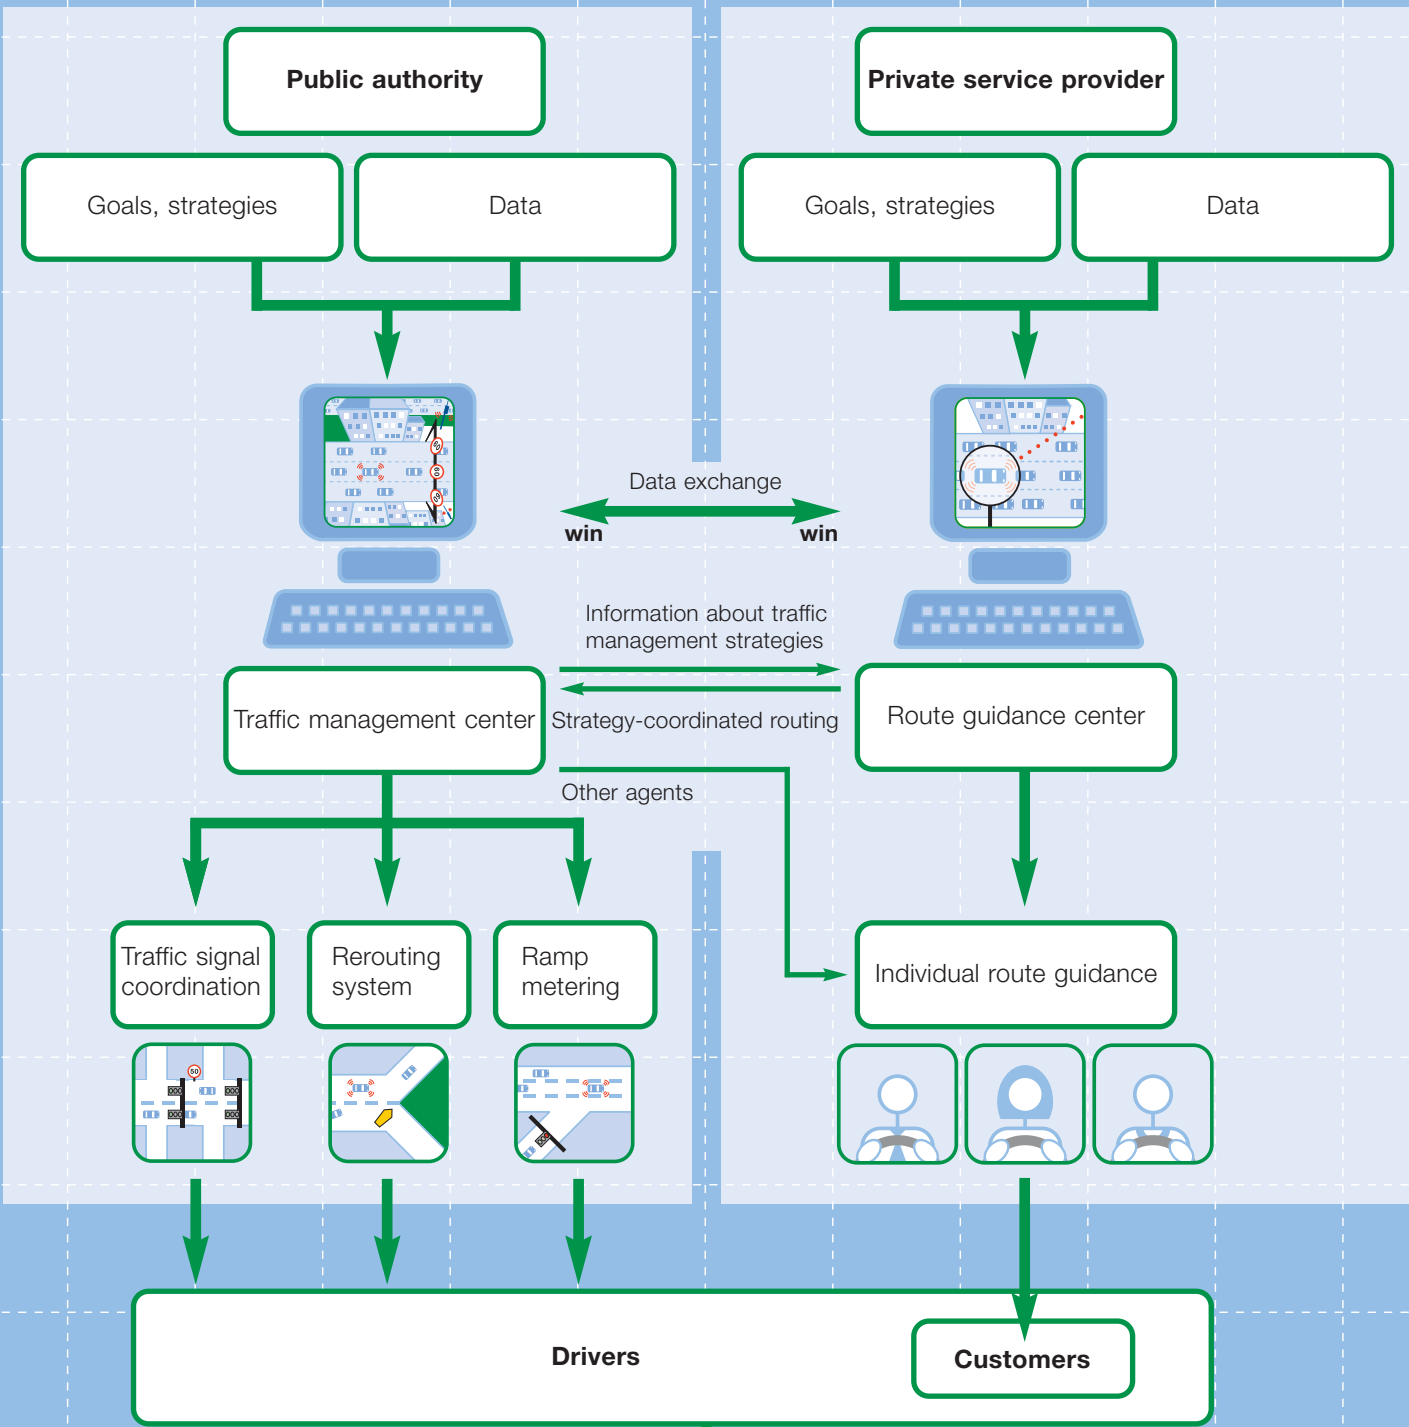 Public authority
Private service provider
Goals, strategies
Data
Goals, strategies
Data
Data exchange
win
win
Information about traffic
management strategies
Traffic management center
Strategy-coordinated routing
Route guidance center
Other agents
Traffic signal
coordination
Rerouting
system
Ramp
metering
Individual route guidance
50
Drivers
Customers